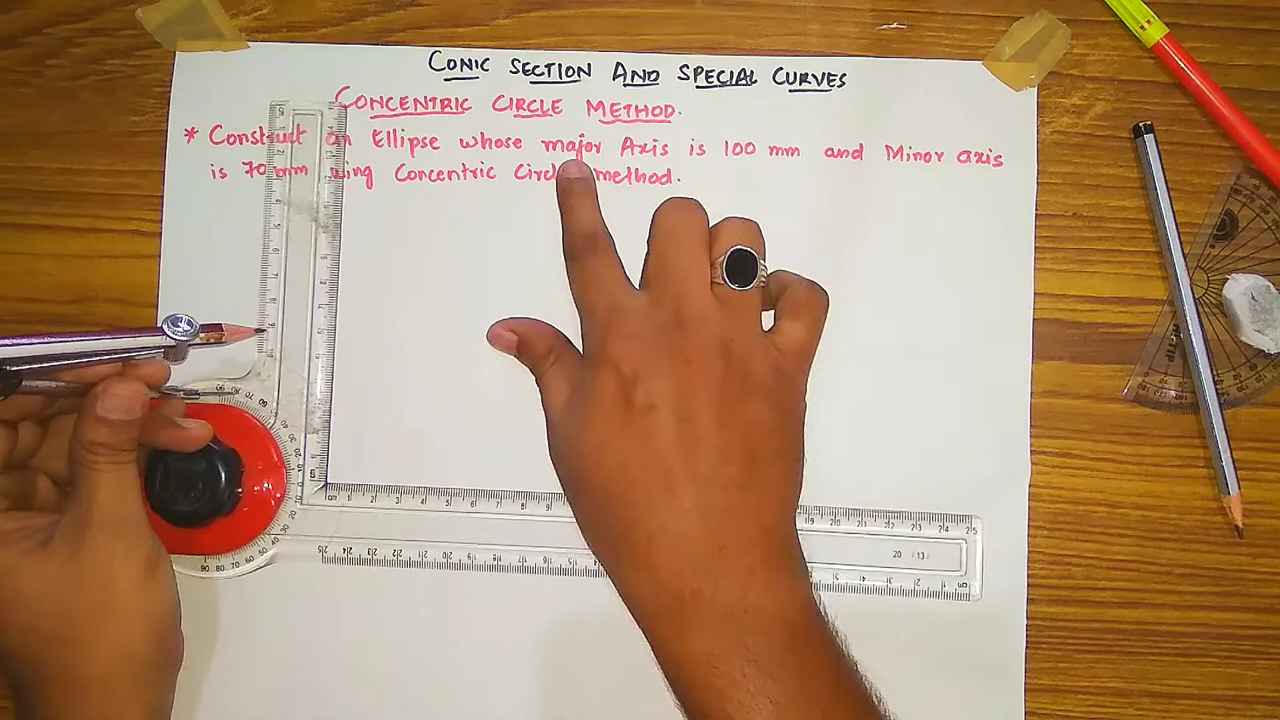 CONIC SECTION AND SPECIAL CURVES
CONCENTRIC CIRCLE METHOD.
* Construct an Ellipse whose major Axis is 100 mm and Minor axis
is 70 mm using Concentric Circle method.